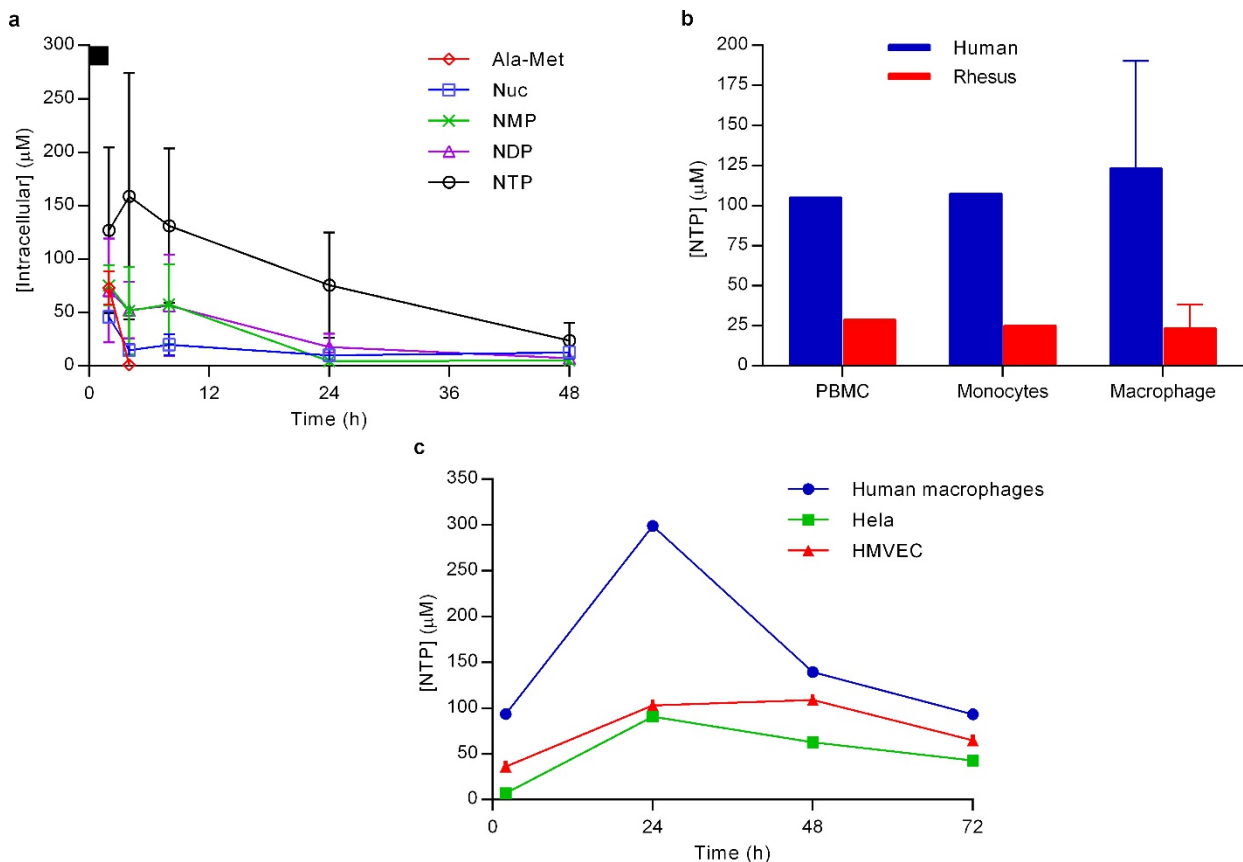 a
300
250
200
150
100
50
0
[Intracellular] (μM)
Ala-Met
Nuc
NMP
NDP
NTP
0 12 24 36 48
Time (h)
b
200
175
150
125
100
75
50
25
0
[NTP] (μM)
Human
Rhesus
PBMC Monocytes Macrophage
c
350
300
250
200
150
100
50
0
[NTP] (μM)
Human macrophages
Hela
HMVEC
0 24 48 72
Time (h)